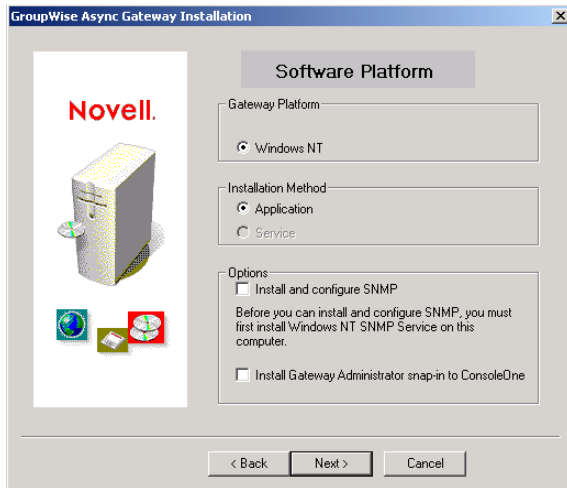 GroupWise Async Gateway Installation
Software Platform
Novell.
Gateway Platform
Windows NT
Installation Method
Application
Service
Options
Install and configure SNMP
Before you can install and configure SNMP, you must
first install Windows NT SNMP Service on this
computer.
Install Gateway Administrator snap-in to ConsoleOne
< Back
Next >
Cancel